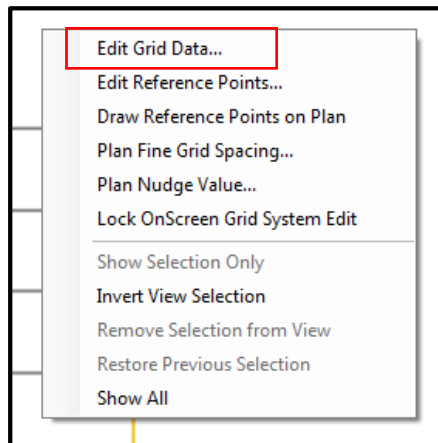 Edit Grid Data...
Edit Reference Points...
Draw Reference Points on Plan
Plan Fine Grid Spacing...
Plan Nudge Value...
Lock OnScreen Grid System Edit
Show Selection Only
Invert View Selection
Remove Selection from View
Restore Previous Selection
Show All